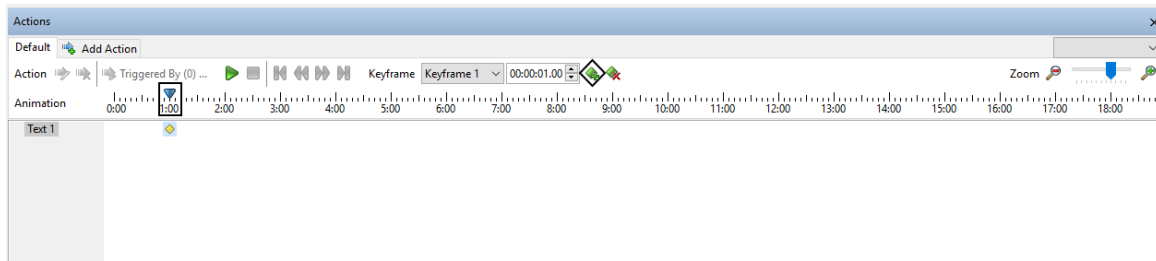 Actions
Default Add Action
Action Triggered By (0) ... Keyframe Keyframe 1 00:00:01.00 Zoom
Animation 0:00 1:00 2:00 3:00 4:00 5:00 6:00 7:00 8:00 9:00 10:00 11:00 12:00 13:00 14:00 15:00 16:00 17:00 18:00
Text 1